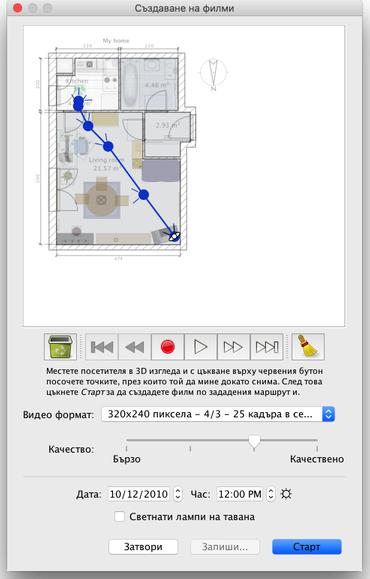 Създаване на филми
My home
Kitchen
4.46 m²
2.93 m²
Living room
21.57 m²
N
Местете посетителя в 3D изгледа и с цъкване върху червения бутон
посочете точките, през които той да мине докато снима. След това
цъкнете Старт за да създадете филм по зададения маршрут и.
Видео формат: 320x240 пиксела – 4/3 – 25 кадъра в се...
Качество:
Бързо Качествено
Дата: 10/12/2010 Час: 12:00 PM
Светнати лампи на тавана
Затвори Запиши... Старт